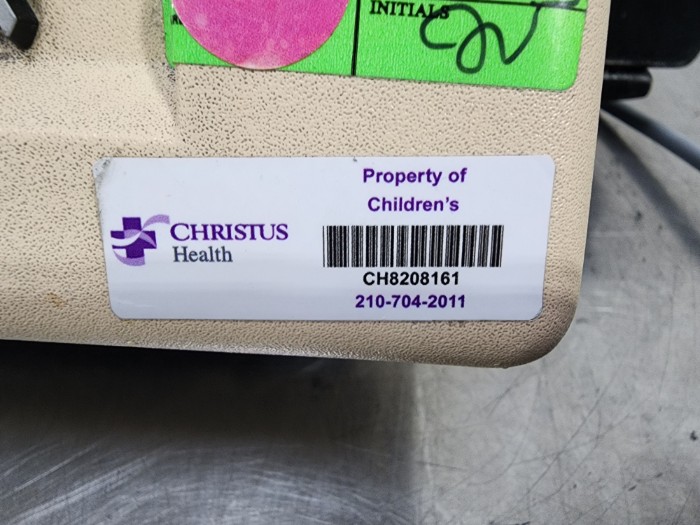 INITIALS
Property of
Children's
CHRISTUS
Health
CH8208161
210-704-2011